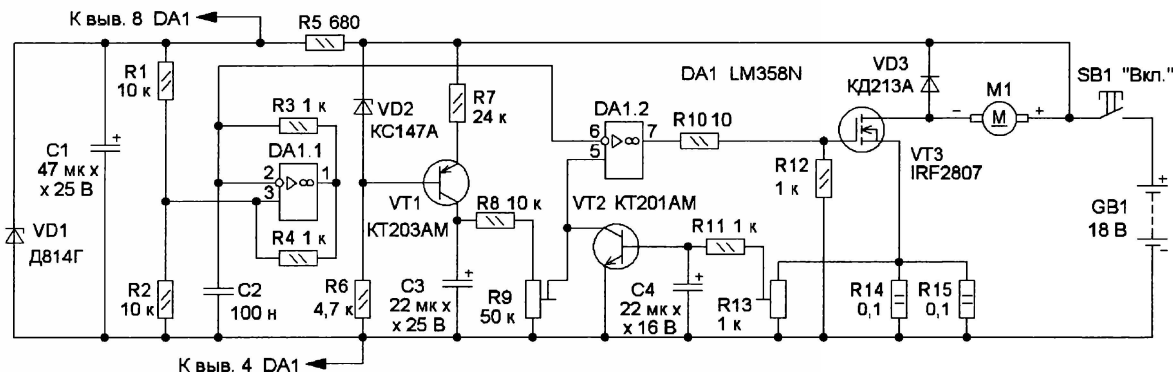 К выв. 8 DA1
R5 680
R1
10 к
R3 1 к
VD2
КС147А
R7
24 к
DA1 LM358N
VD3
КД213А
M1
SB1 "Вкл."
C1
47 мк х
х 25 В
DA1.1
2
3
1
∞
DA1.2
6
5
7
∞
R10 10
- M +
VT3
IRF2807
R12
1 к
VT1
КТ203АМ
R8 10 к
VT2 КТ201АМ
R11 1 к
GB1
18 В
+
-
VD1
Д814Г
R4 1 к
R2
10 к
C2
100 н
R6
4,7 к
C3
22 мк х
х 25 В
R9
50 к
C4
22 мк х
х 16 В
R13
1 к
R14
0,1
R15
0,1
К выв. 4 DA1